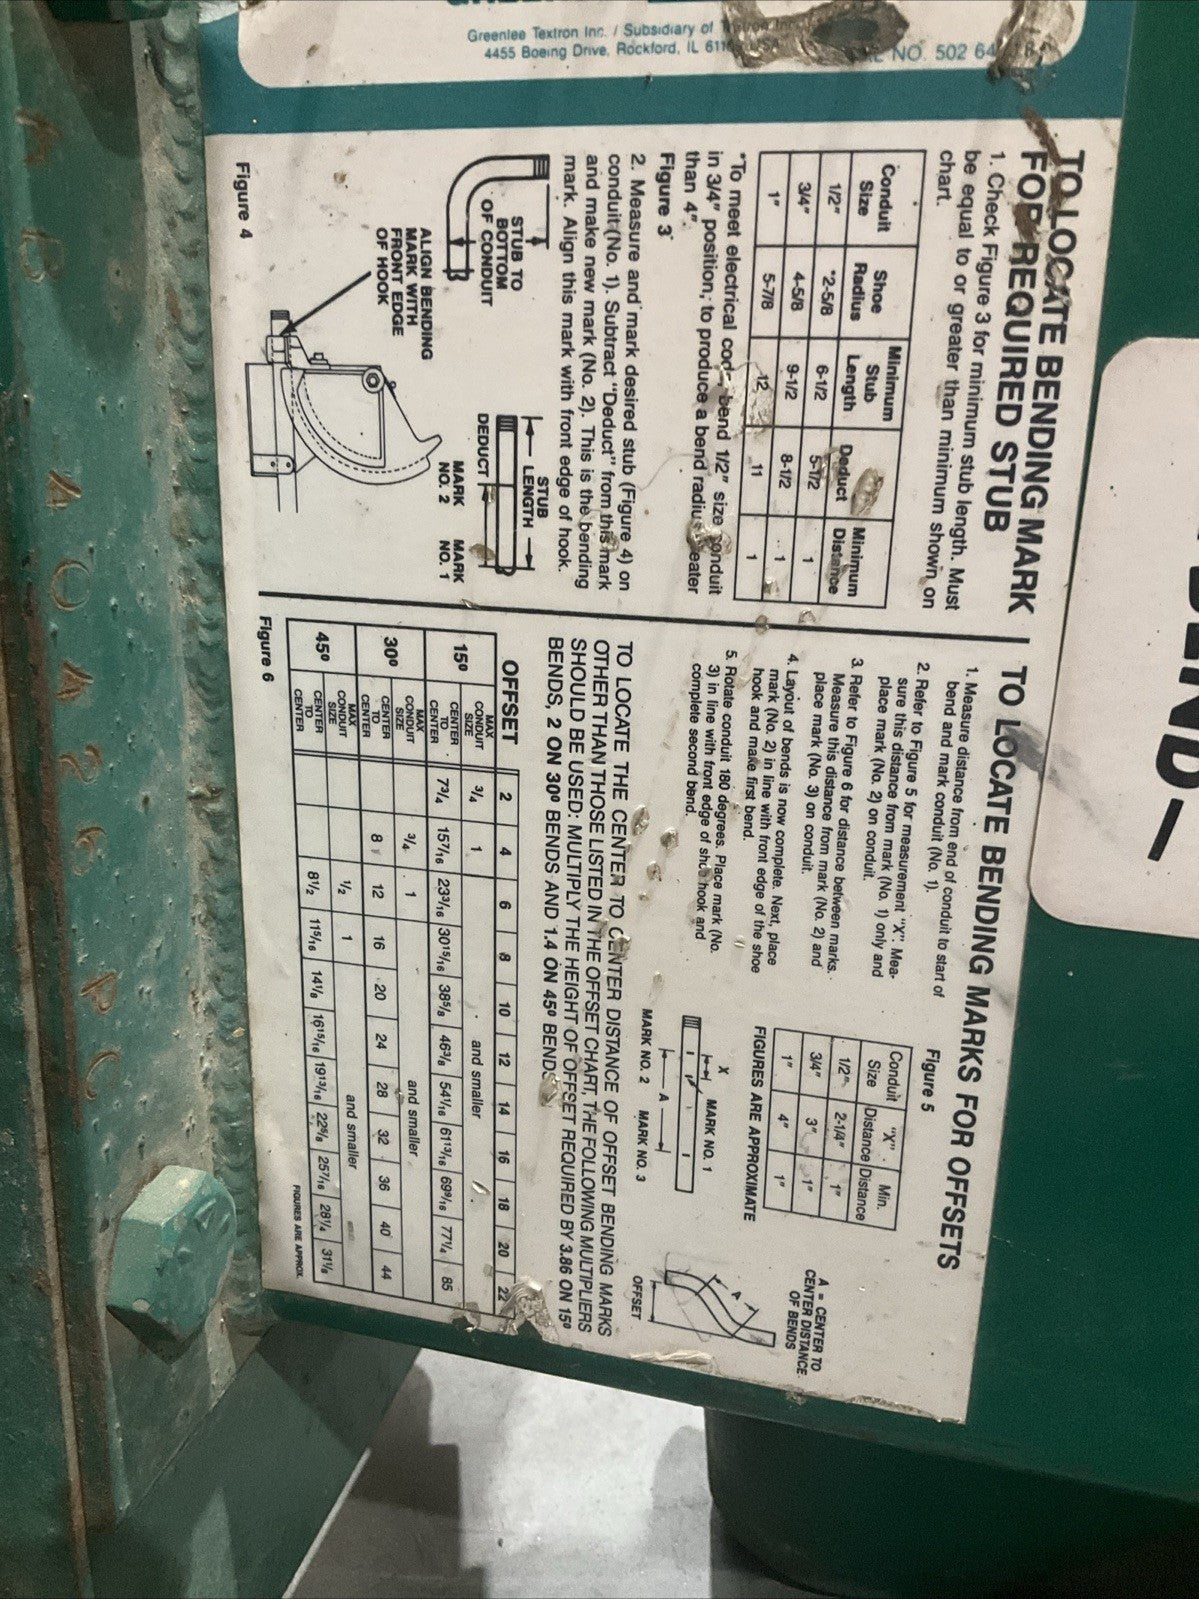 Greenlee Textron Inc. / Subsidiary of Textron Inc.
4455 Boeing Drive, Rockford, IL USA
NO. 502 64
BEND
TO LOCATE BENDING MARK
FOR REQUIRED STUB
1. Check Figure 3 for minimum stub length. Must
be equal to or greater than minimum shown on
chart.
Conduit Size | Shoe Radius | Minimum Stub Length | Deduct | Minimum Distance
1/2" | *2-5/8 | 6-1/2 | 5-1/2 | 1
3/4" | 4-5/8 | 9-1/2 | 8-1/2 | 1
1" | 5-7/8 | 12 | 11 | 1
*To meet electrical code, bend 1/2" size conduit
in 3/4" position, to produce a bend radius greater
than 4".
Figure 3
2. Measure and mark desired stub (Figure 4) on
conduit (No. 1). Subtract "Deduct" from this mark
and make new mark (No. 2). This is the bending
mark. Align this mark with front edge of hook.
STUB TO
BOTTOM
OF CONDUIT
STUB
LENGTH
DEDUCT
MARK
NO. 2
MARK
NO. 1
ALIGN BENDING
MARK WITH
FRONT EDGE
OF HOOK
Figure 4
TO LOCATE BENDING MARKS FOR OFFSETS
1. Measure distance from end of conduit to start of
bend and mark conduit (No. 1).
2. Refer to Figure 5 for measurement "X". Mea-
sure this distance from mark (No. 1) only and
place mark (No. 2) on conduit.
3. Refer to Figure 6 for distance between marks.
Measure this distance from mark (No. 2) and
place mark (No. 3) on conduit.
4. Layout of bends is now complete. Next, place
mark (No. 2) in line with front edge of the shoe
hook and make first bend.
5. Rotate conduit 180 degrees. Place mark (No.
3) in line with front edge of shoe hook and
complete second bend.
Figure 5
Conduit Size | "X" Distance | Min. Distance
1/2" | 2-1/4" | 1"
3/4" | 3" | 1"
1" | 4" | 1"
FIGURES ARE APPROXIMATE
X
MARK NO. 1
A
MARK NO. 2
MARK NO. 3
A = CENTER TO
CENTER DISTANCE
OF BENDS
A
OFFSET
TO LOCATE THE CENTER TO CENTER DISTANCE OF OFFSET BENDING MARKS
OTHER THAN THOSE LISTED IN THE OFFSET CHART, THE FOLLOWING MULTIPLIERS
SHOULD BE USED: MULTIPLY THE HEIGHT OF OFFSET REQUIRED BY 3.86 ON 15º
BENDS, 2 ON 30º BENDS AND 1.4 ON 45º BENDS.
OFFSET | 2 | 4 | 6 | 8 | 10 | 12 | 14 | 16 | 18 | 20 | 22
15º | MAX CONDUIT SIZE | 3/4 | 1 | and smaller
CENTER TO CENTER | 7 3/4 | 15 7/16 | 23 3/16 | 30 15/16 | 38 5/8 | 46 3/8 | 54 1/16 | 61 13/16 | 69 9/16 | 77 1/4 | 85
30º | MAX CONDUIT SIZE | 3/4 | 1 | and smaller
CENTER TO CENTER | 8 | 12 | 16 | 20 | 24 | 28 | 32 | 36 | 40 | 44
45º | MAX CONDUIT SIZE | 1/2 | 1 | and smaller
CENTER TO CENTER | 8 1/2 | 11 5/16 | 14 1/8 | 16 15/16 | 19 13/16 | 22 5/8 | 25 7/16 | 28 1/4 | 31 1/8
FIGURES ARE APPROX.
Figure 6